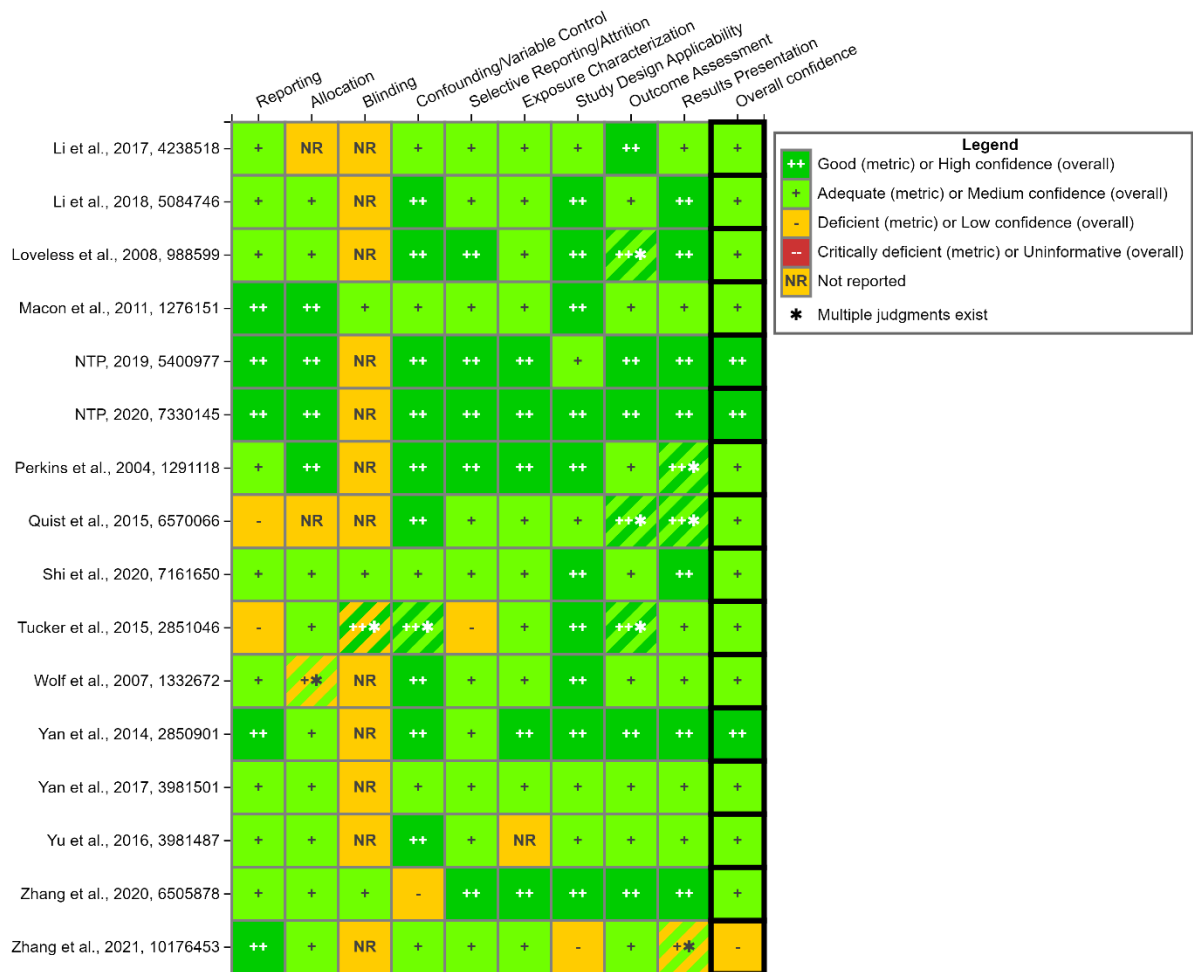 Reporting
Allocation
Blinding
Confounding/Variable Control
Selective Reporting/Attrition
Exposure Characterization
Study Design Applicability
Outcome Assessment
Results Presentation
Overall confidence
Li et al., 2017, 4238518 + NR NR + + + + ++ + +
Li et al., 2018, 5084746 + + NR ++ + + ++ + ++ +
Loveless et al., 2008, 988599 + + NR ++ ++ + ++ ++✱ ++ +
Macon et al., 2011, 1276151 ++ ++ + + + + ++ + + +
NTP, 2019, 5400977 ++ ++ NR ++ ++ ++ + ++ ++ ++
NTP, 2020, 7330145 ++ ++ NR ++ ++ ++ ++ ++ ++ ++
Perkins et al., 2004, 1291118 + ++ NR ++ ++ ++ ++ + ++✱ +
Quist et al., 2015, 6570066 - NR NR ++ + + + ++✱ ++✱ +
Shi et al., 2020, 7161650 + + + + + + ++ + ++ +
Tucker et al., 2015, 2851046 - + ++✱ ++✱ - + ++ ++✱ + +
Wolf et al., 2007, 1332672 + +✱ NR ++ + + ++ + + +
Yan et al., 2014, 2850901 ++ + NR ++ + ++ ++ ++ ++ ++
Yan et al., 2017, 3981501 + + NR + + + + + + +
Yu et al., 2016, 3981487 + + NR ++ + NR + + + +
Zhang et al., 2020, 6505878 + + + - ++ ++ ++ ++ ++ +
Zhang et al., 2021, 10176453 ++ + NR + + + - + +✱ -
Legend
++ Good (metric) or High confidence (overall)
+ Adequate (metric) or Medium confidence (overall)
- Deficient (metric) or Low confidence (overall)
-- Critically deficient (metric) or Uninformative (overall)
NR Not reported
✱ Multiple judgments exist